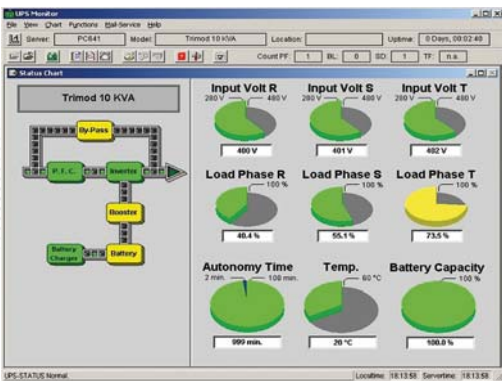 UPS Monitor
File View Chart Functions Mail-Service Help
Server: PC641 Model: Trimod 10 KVA Location: Uptime: 0 Days, 00:02:40
Count PF: 1 BL: 0 SD: 1 TF: n.a.
Status Chart
Trimod 10 KVA
By-Pass
P.F.C. Inverter
Booster
Battery Charger Battery
Input Volt R Input Volt S Input Volt T
280 V 480 V 280 V 480 V 280 V 480 V
400 V 401 V 402 V
Load Phase R Load Phase S Load Phase T
100 % 100 % 100 %
40.4 % 55.1 % 73.5 %
Autonomy Time Temp. Battery Capacity
2 min. 100 min. 60 °C 100 %
999 min. 20 °C 100.0 %
UPS-STATUS Normal Localtime: 18:13:58 Servertime: 18:13:58